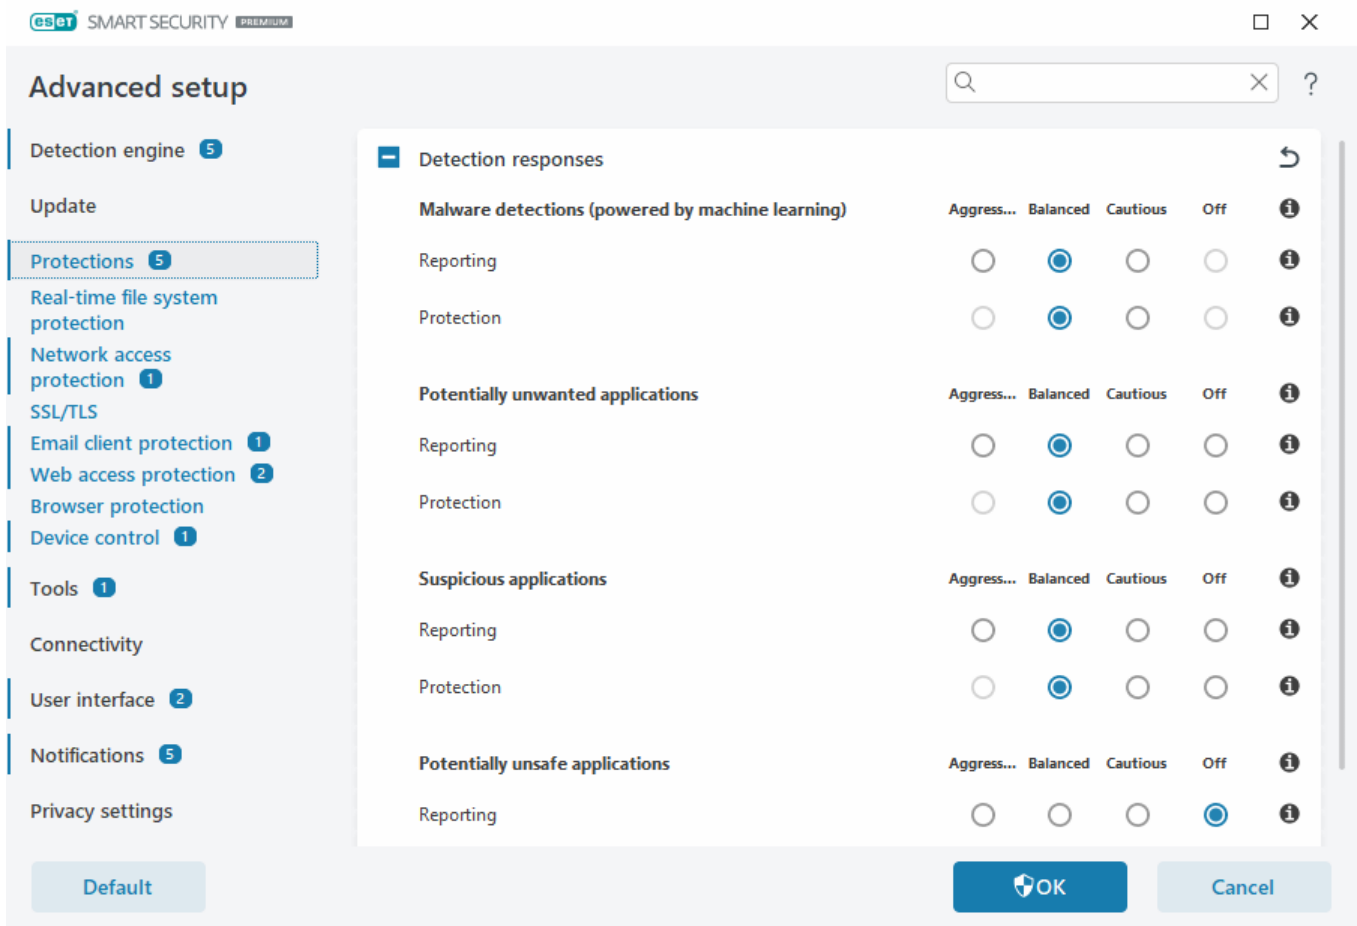 eset SMART SECURITY PREMIUM
Advanced setup
?
Detection engine 5
Update
Protections 5
Real-time file system
protection
Network access
protection 1
SSL/TLS
Email client protection 1
Web access protection 2
Browser protection
Device control 1
Tools 1
Connectivity
User interface 2
Notifications 5
Privacy settings
Detection responses
Malware detections (powered by machine learning) Aggress... Balanced Cautious Off
Reporting
Protection
Potentially unwanted applications Aggress... Balanced Cautious Off
Reporting
Protection
Suspicious applications Aggress... Balanced Cautious Off
Reporting
Protection
Potentially unsafe applications Aggress... Balanced Cautious Off
Reporting
Default
OK
Cancel